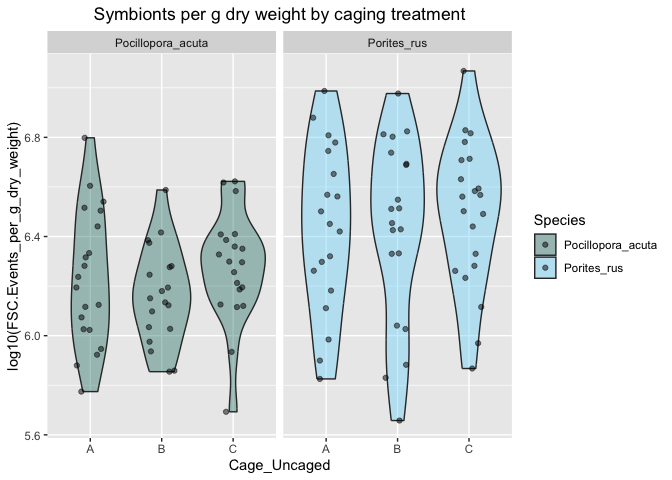 Symbionts per g dry weight by caging treatment
Pocillopora_acuta
Porites_rus
log10(FSC.Events_per_g_dry_weight)
6.8
6.4
6.0
5.6
A
B
C
A
B
C
Cage_Uncaged
Species
Pocillopora_acuta
Porites_rus